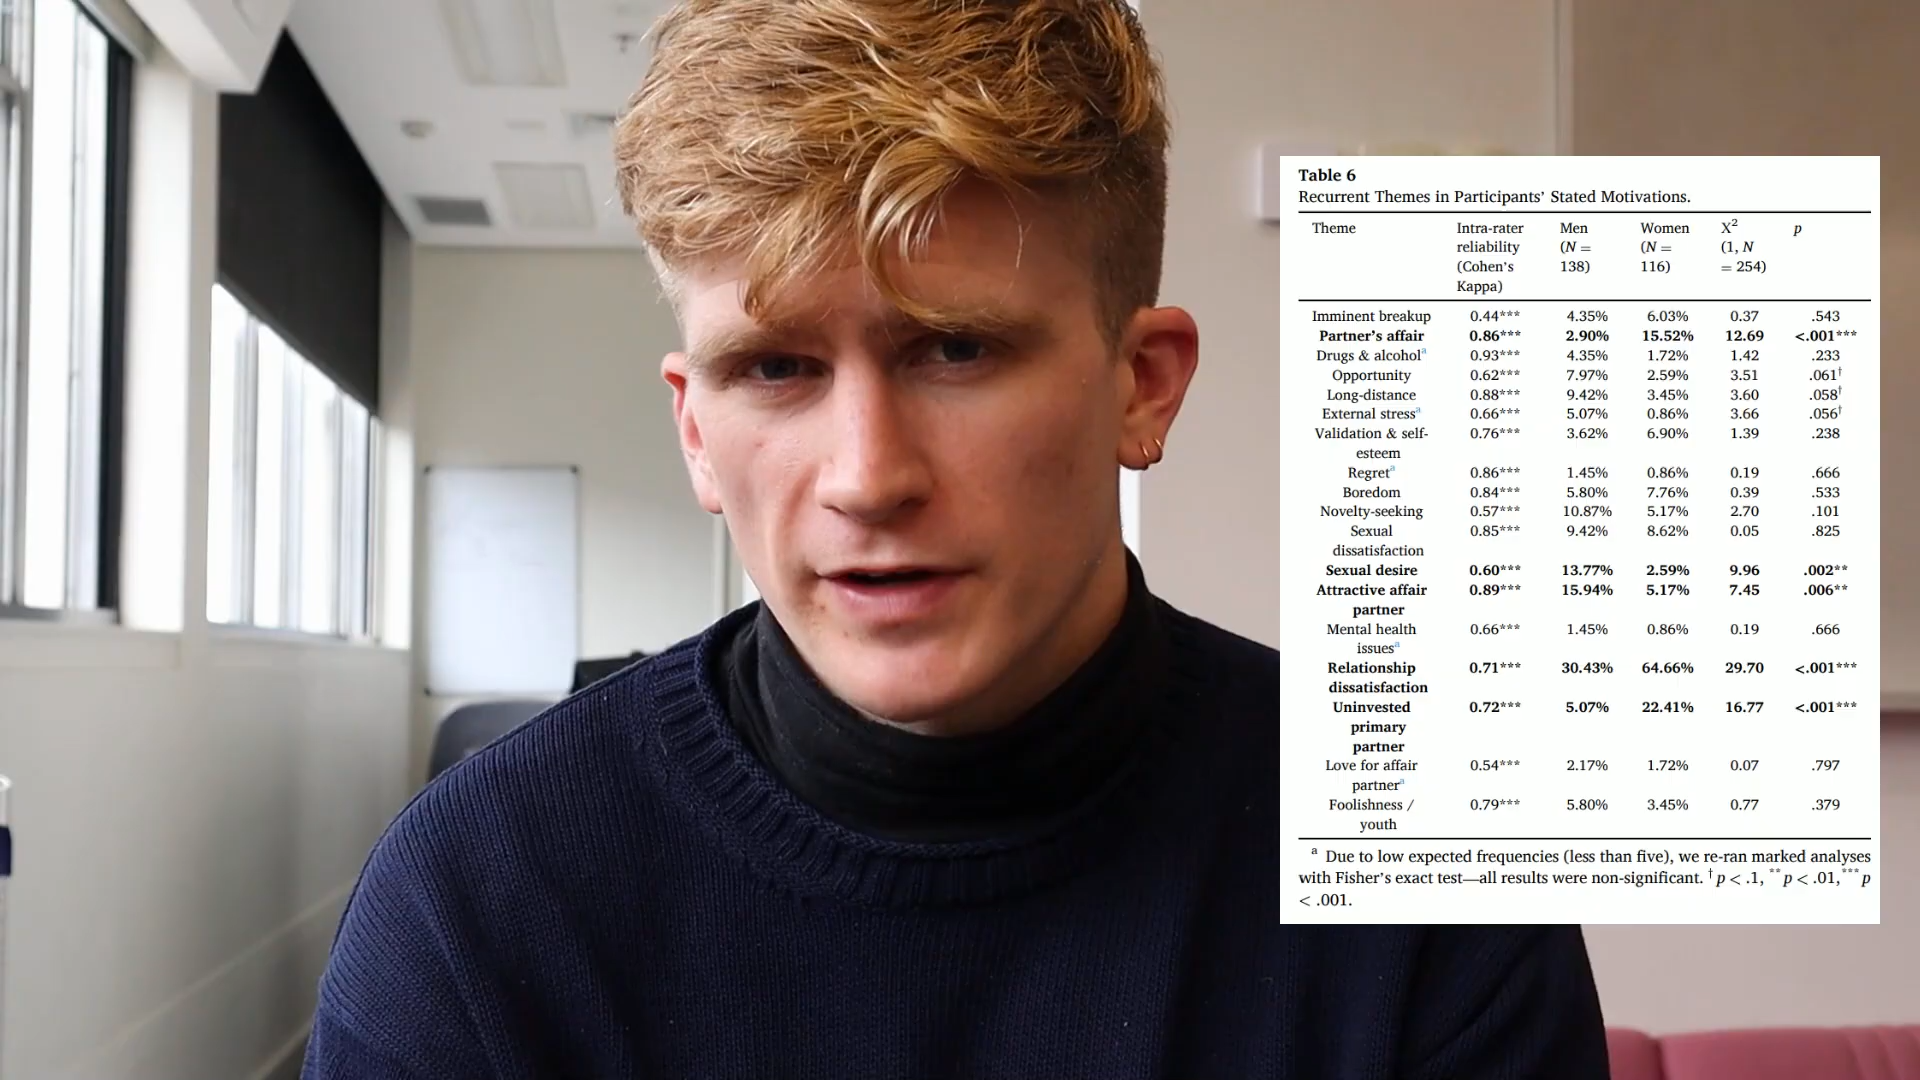 Table 6
Recurrent Themes in Participants' Stated Motivations.
Theme Intra-rater reliability (Cohen's Kappa) Men (N = 138) Women (N = 116) X² (1, N = 254) p
Imminent breakup 0.44*** 4.35% 6.03% 0.37 .543
Partner's affair 0.86*** 2.90% 15.52% 12.69 <.001***
Drugs & alcoholᵃ 0.93*** 4.35% 1.72% 1.42 .233
Opportunity 0.62*** 7.97% 2.59% 3.51 .061†
Long-distance 0.88*** 9.42% 3.45% 3.60 .058†
External stressᵃ 0.66*** 5.07% 0.86% 3.66 .056†
Validation & self- 0.76*** 3.62% 6.90% 1.39 .238
esteem
Regretᵃ 0.86*** 1.45% 0.86% 0.19 .666
Boredom 0.84*** 5.80% 7.76% 0.39 .533
Novelty-seeking 0.57*** 10.87% 5.17% 2.70 .101
Sexual 0.85*** 9.42% 8.62% 0.05 .825
dissatisfaction
Sexual desire 0.60*** 13.77% 2.59% 9.96 .002**
Attractive affair 0.89*** 15.94% 5.17% 7.45 .006**
partner
Mental health 0.66*** 1.45% 0.86% 0.19 .666
issuesᵃ
Relationship 0.71*** 30.43% 64.66% 29.70 <.001***
dissatisfaction
Uninvested 0.72*** 5.07% 22.41% 16.77 <.001***
primary
partner
Love for affair 0.54*** 2.17% 1.72% 0.07 .797
partnerᵃ
Foolishness / 0.79*** 5.80% 3.45% 0.77 .379
youth
ᵃ Due to low expected frequencies (less than five), we re-ran marked analyses
with Fisher's exact test—all results were non-significant. † p < .1, ** p < .01, *** p
< .001.